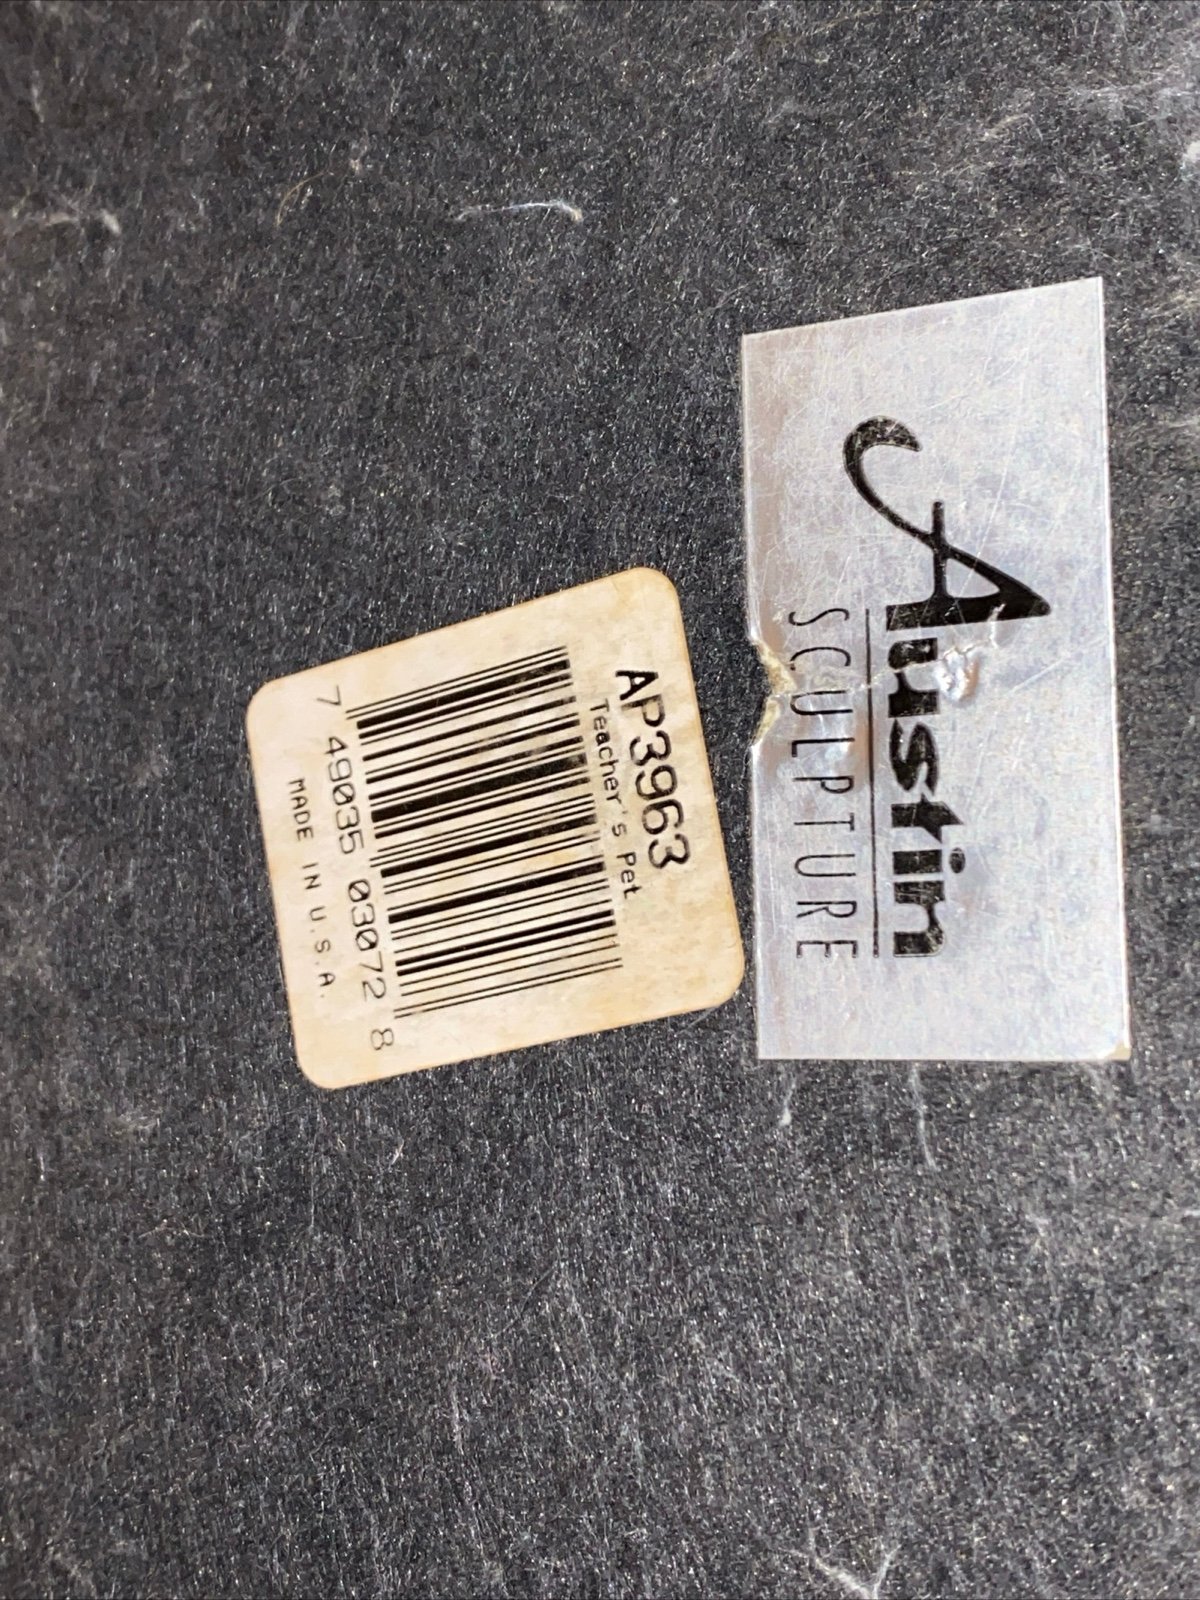 Austin
SCULPTURE
AP3963
Teacher's Pet
7 49035 03072 8
MADE IN U.S.A.